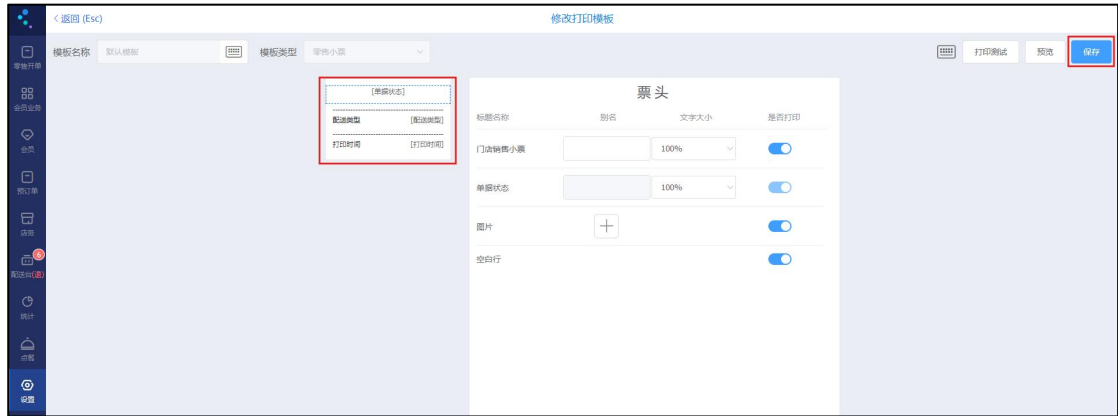 < 返回 (Esc)
修改打印模板
零售开单
会员业务
会员
预订单
店务
6
配送台(退)
统计
点餐
设置
模板名称 默认模板 模板类型 零售小票 打印测试 预览 保存
[单据状态]
配送类型 [配送类型]
打印时间 [打印时间]
票头
标题名称 别名 文字大小 是否打印
门店销售小票 100%
单据状态 100%
图片
空白行